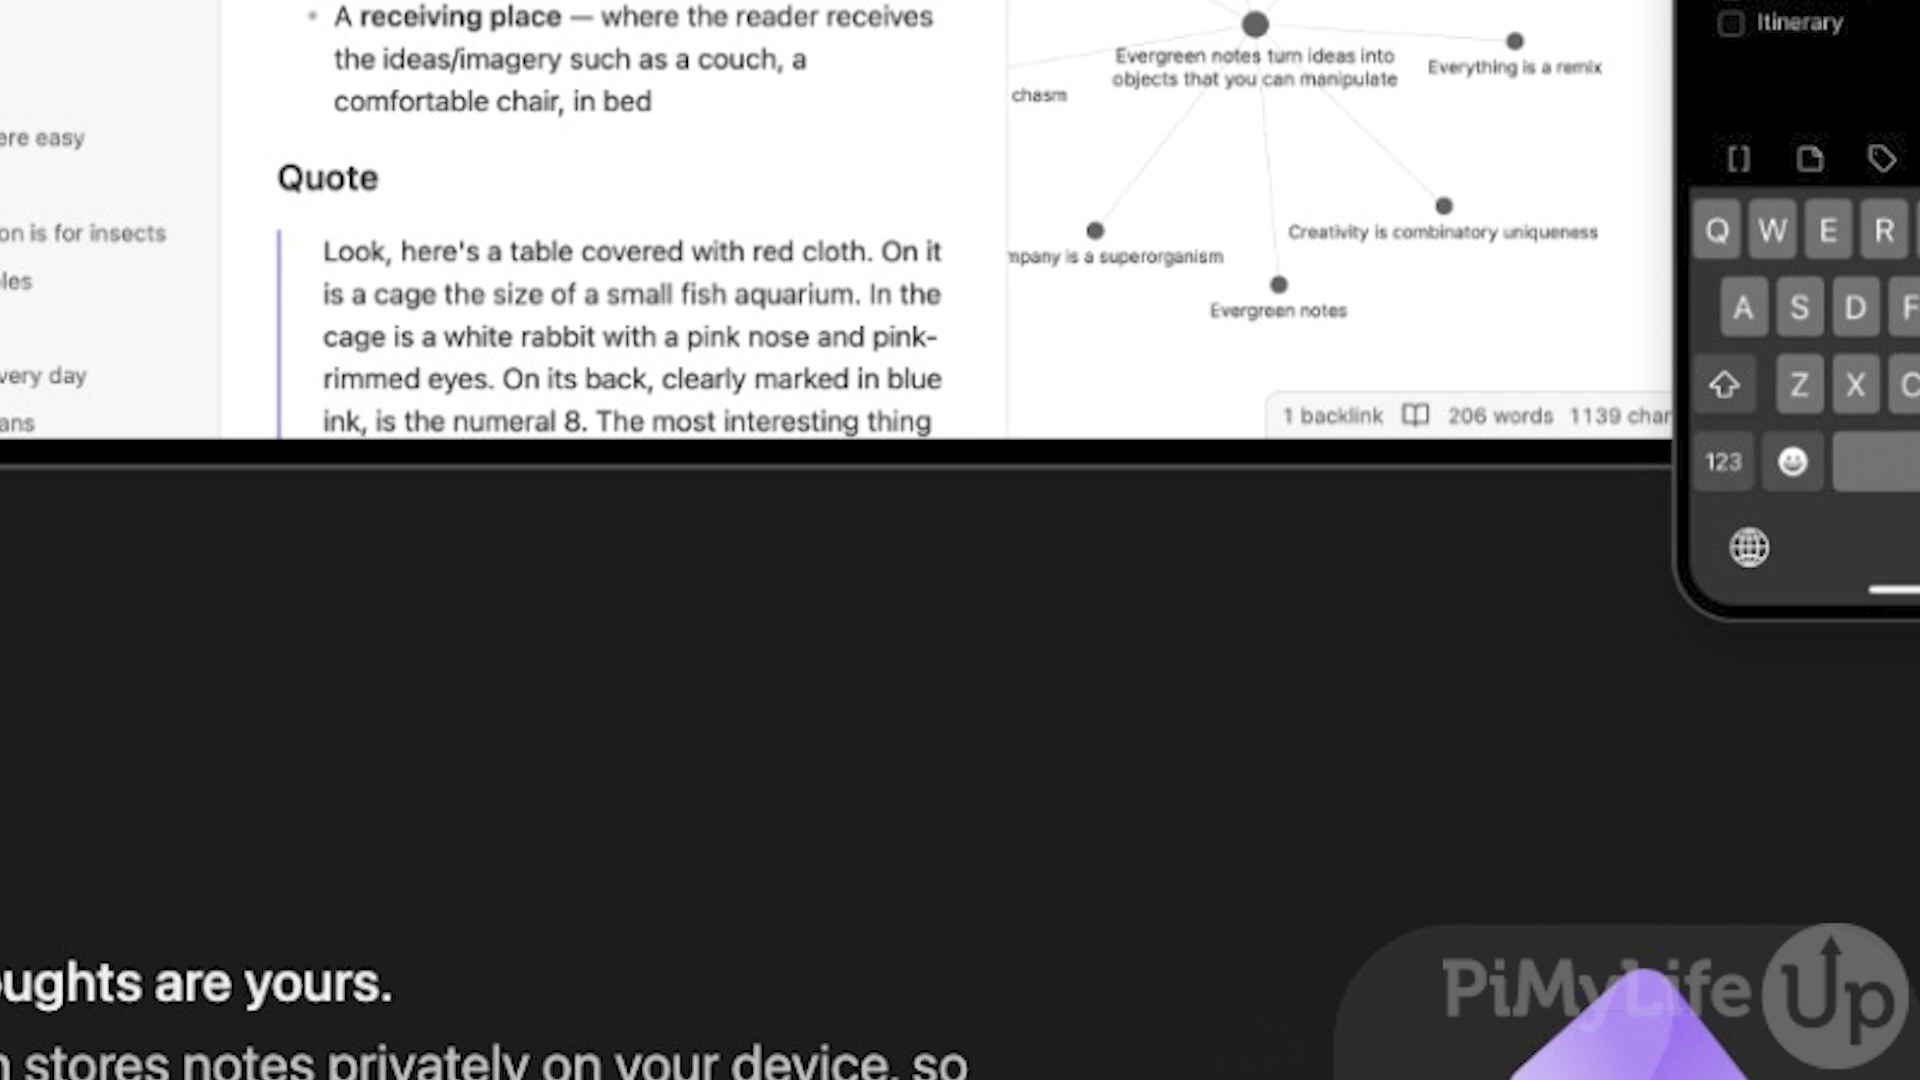 A receiving place — where the reader receives
the ideas/imagery such as a couch, a
comfortable chair, in bed
easy
on is for insects
day
Quote
Look, here's a table covered with red cloth. On it
is a cage the size of a small fish aquarium. In the
cage is a white rabbit with a pink nose and pink-
rimmed eyes. On its back, clearly marked in blue
ink, is the numeral 8. The most interesting thing
Evergreen notes turn ideas into
objects that you can manipulate
Everything is a remix
chasm
Creativity is combinatory uniqueness
mpany is a superorganism
Evergreen notes
1 backlink 206 words 1139 char
Itinerary
Q W E R
A S D F
Z X C
123
oughts are yours.
stores notes privately on your device, so
PiMyLifeUp